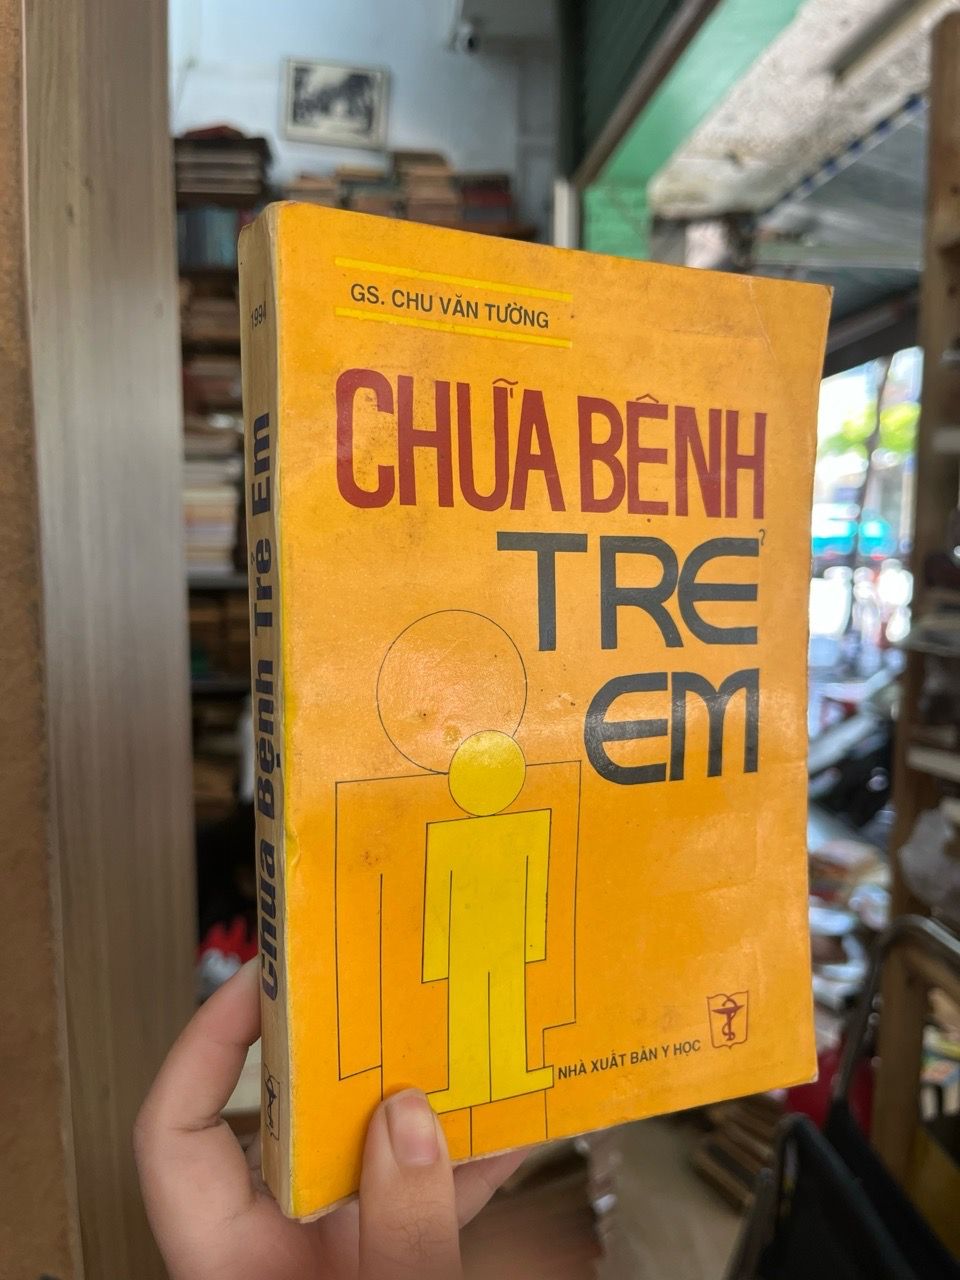 GS. CHU VĂN TƯỜNG
CHỮA BỆNH
TRẺ
EM
NHÀ XUẤT BẢN Y HỌC
1994
Chữa Bệnh Trẻ Em